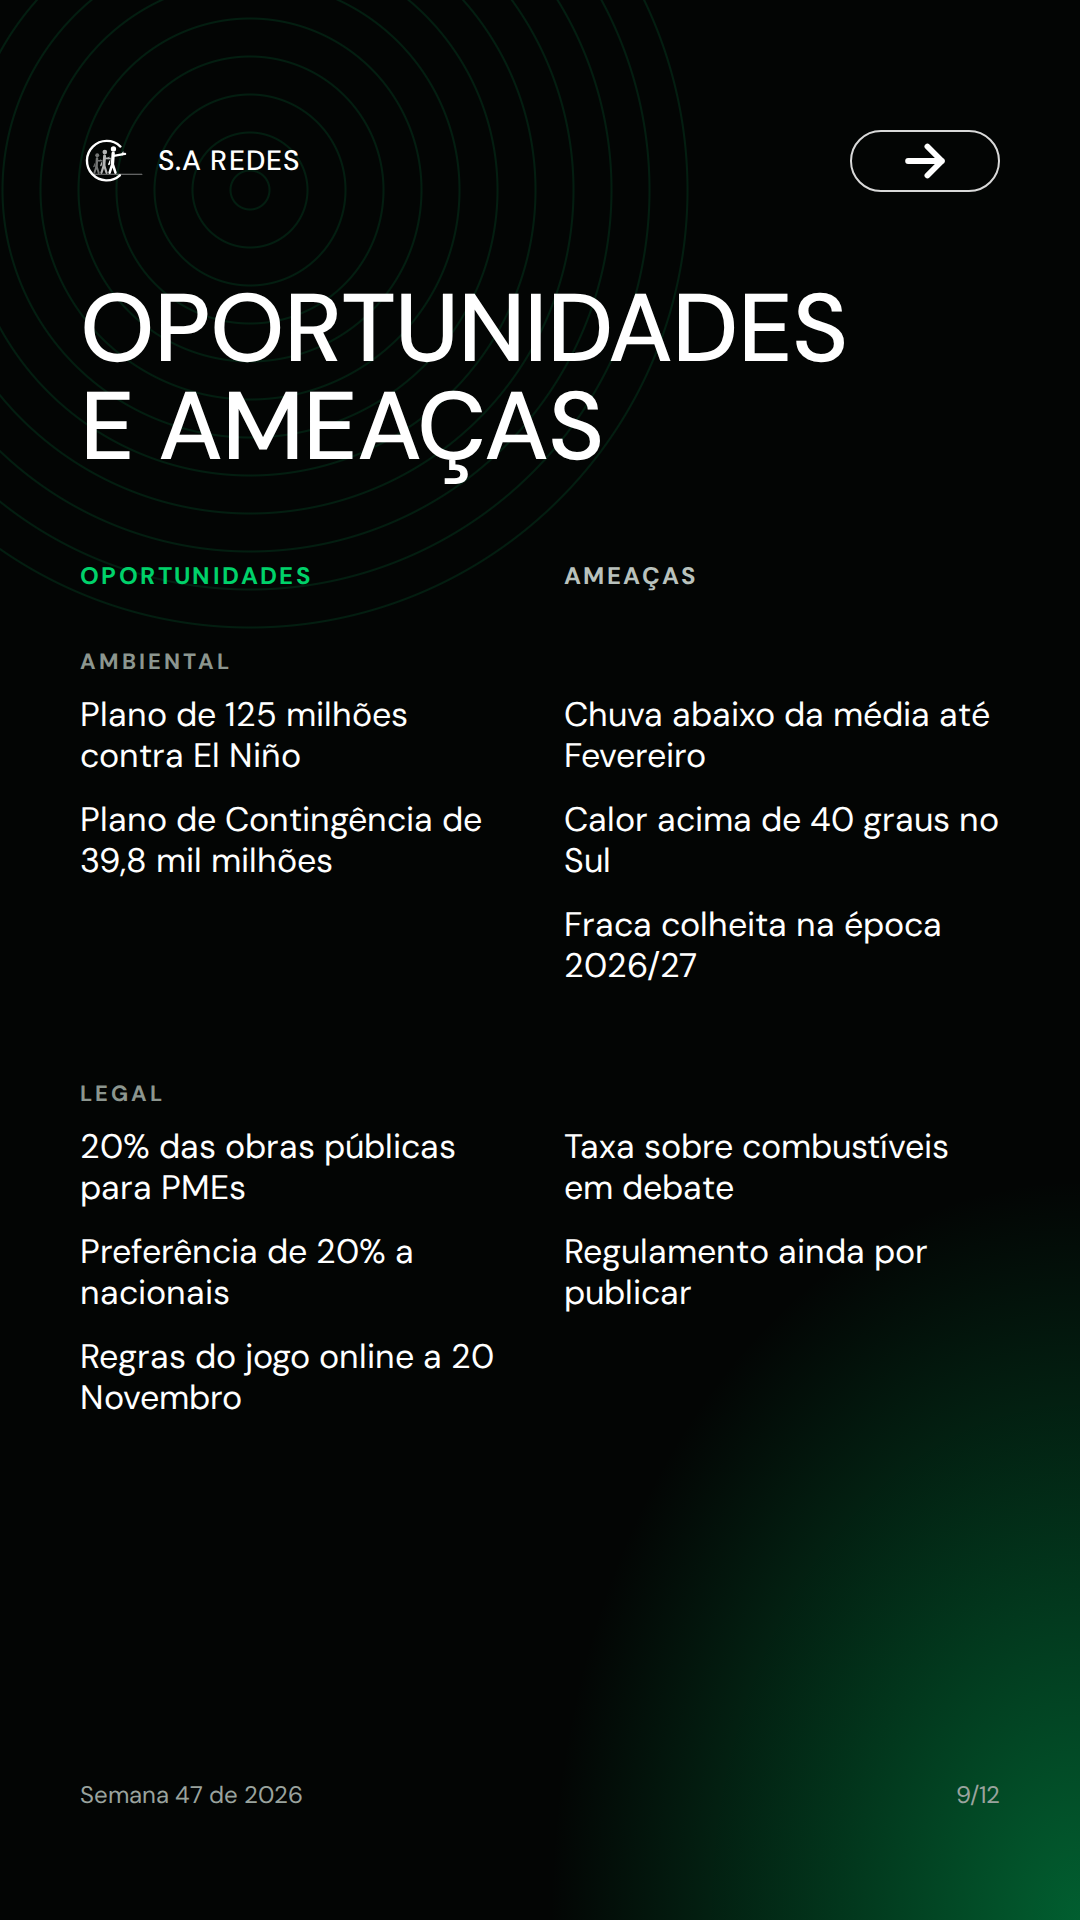 S.A REDES
OPORTUNIDADES
E AMEAÇAS
OPORTUNIDADES
AMEAÇAS
AMBIENTAL
Plano de 125 milhões
contra El Niño
Plano de Contingência de
39,8 mil milhões
Chuva abaixo da média até
Fevereiro
Calor acima de 40 graus no
Sul
Fraca colheita na época
2026/27
LEGAL
20% das obras públicas
para PMEs
Preferência de 20% a
nacionais
Regras do jogo online a 20
Novembro
Taxa sobre combustíveis
em debate
Regulamento ainda por
publicar
Semana 47 de 2026
9/12